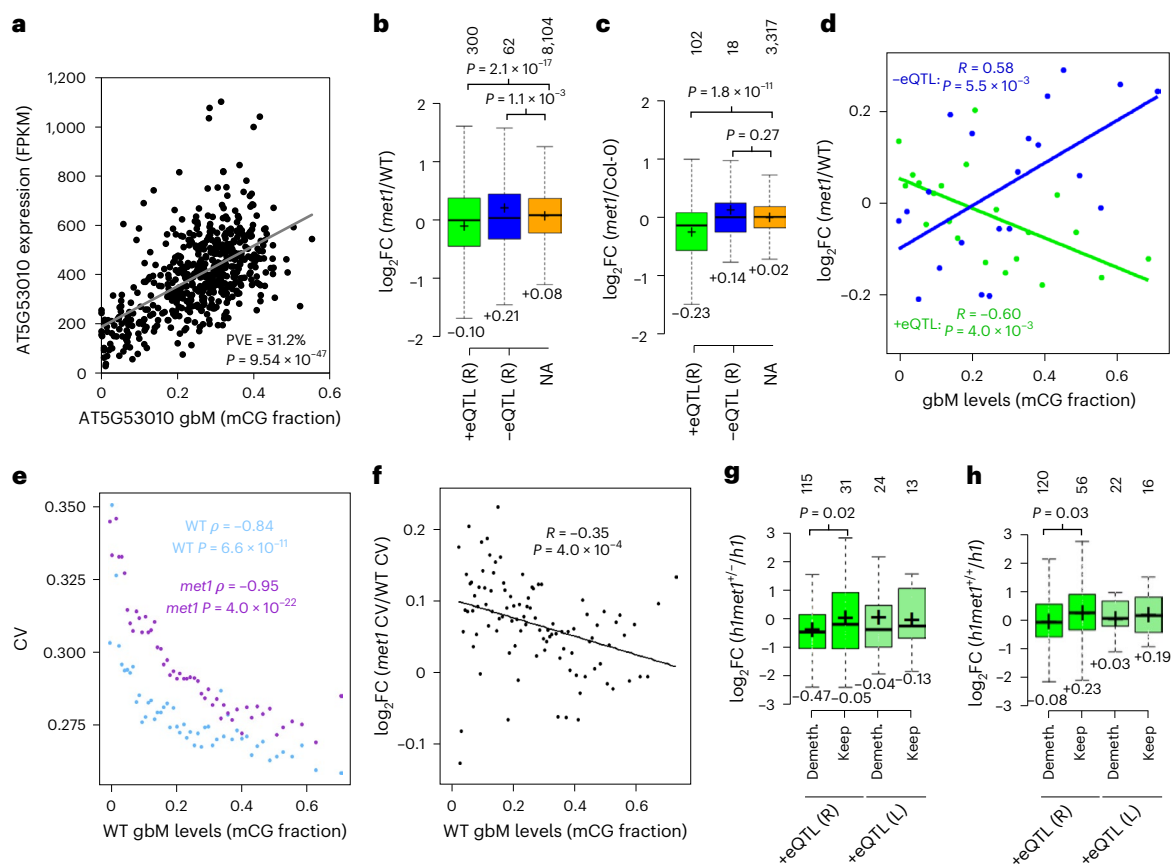 a
AT5G53010 expression (FPKM)
1,200
1,000
800
600
400
200
0
PVE = 31.2%
P = 9.54 × 10⁻⁴⁷
0
0.2
0.4
0.6
AT5G53010 gbM (mCG fraction)
b
300
62
8,104
P = 2.1 × 10⁻¹⁷
P = 1.1 × 10⁻³
log₂FC (met1/WT)
2
1
0
−1
−2
−0.10
+0.21
+0.08
+eQTL (R)
−eQTL (R)
NA
c
102
18
3,317
P = 1.8 × 10⁻¹¹
P = 0.27
log₂FC (met1/Col-0)
2
1
0
−1
−2
−0.23
+0.14
+0.02
+eQTL(R)
−eQTL (R)
NA
d
log₂FC (met1/WT)
0.2
0
−0.2
−eQTL:
R = 0.58
P = 5.5 × 10⁻³
+eQTL:
R = −0.60
P = 4.0 × 10⁻³
0
0.2
0.4
0.6
gbM levels (mCG fraction)
e
CV
0.350
0.325
0.300
0.275
WT ρ = −0.84
WT P = 6.6 × 10⁻¹¹
met1 ρ = −0.95
met1 P = 4.0 × 10⁻²²
0
0.2
0.4
0.6
WT gbM levels (mCG fraction)
f
log₂FC (met1 CV/WT CV)
0.2
0.1
0
−0.1
R = −0.35
P = 4.0 × 10⁻⁴
0
0.2
0.4
0.6
WT gbM levels (mCG fraction)
g
115
31
24
13
P = 0.02
log₂FC (h1met1⁺/⁻/h1)
3
2
1
0
−1
−2
−3
−0.47
−0.05
−0.04
−0.13
Demeth.
Keep
Demeth.
Keep
+eQTL (R)
+eQTL (L)
h
120
56
22
16
P = 0.03
log₂FC (h1met1⁺/⁺/h1)
3
2
1
0
−1
−2
−3
−0.08
+0.23
+0.03
+0.19
Demeth.
Keep
Demeth.
Keep
+eQTL (R)
+eQTL (L)